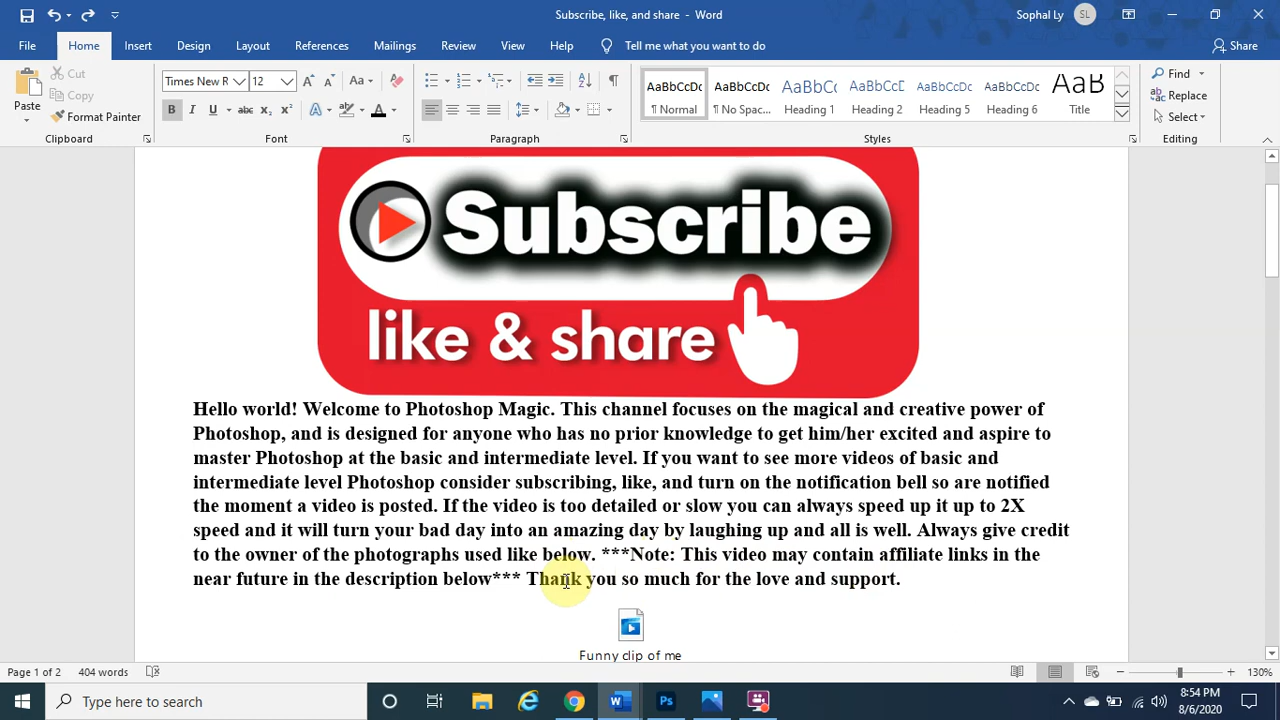 Subscribe, like, and share - Word
Sophal Ly SL
File Home Insert Design Layout References Mailings Review View Help Tell me what you want to do Share
Paste
Cut
Copy
Format Painter
Clipboard
Times New R 12
Aa
B I U abc x2 x2
A A
Font
Paragraph
AaBbCcDc AaBbCcDc AaBbCc AaBbCcD AaBbCcDc AaBbCcDc AaB
¶ Normal ¶ No Spac... Heading 1 Heading 2 Heading 5 Heading 6 Title
Styles
Find
Replace
Select
Editing
Subscribe
like & share
Hello world! Welcome to Photoshop Magic. This channel focuses on the magical and creative power of
Photoshop, and is designed for anyone who has no prior knowledge to get him/her excited and aspire to
master Photoshop at the basic and intermediate level. If you want to see more videos of basic and
intermediate level Photoshop consider subscribing, like, and turn on the notification bell so are notified
the moment a video is posted. If the video is too detailed or slow you can always speed up it up to 2X
speed and it will turn your bad day into an amazing day by laughing up and all is well. Always give credit
to the owner of the photographs used like below. ***Note: This video may contain affiliate links in the
near future in the description below*** Thank you so much for the love and support.
Funny clip of me
Page 1 of 2 404 words 130%
Type here to search
Ps
8:54 PM
8/6/2020